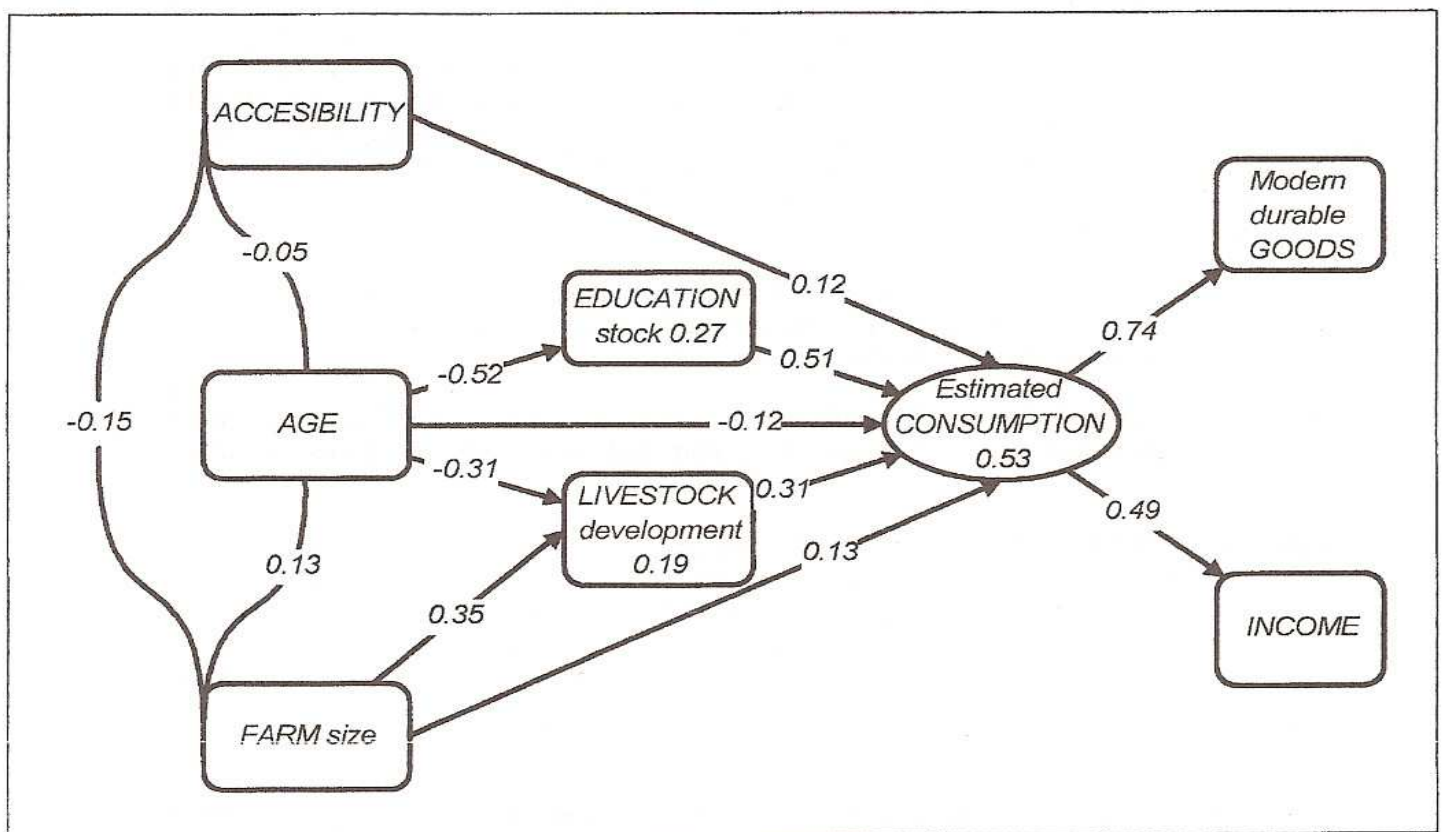 ACCESIBILITY
Modern
durable
GOODS
-0.05
0.12
EDUCATION
stock 0.27
0.74
-0.52
0.51
Estimated
CONSUMPTION
0.53
-0.15
AGE
-0.12
-0.31
LIVESTOCK
development
0.19
0.31
0.49
0.13
0.13
0.35
INCOME
FARM size